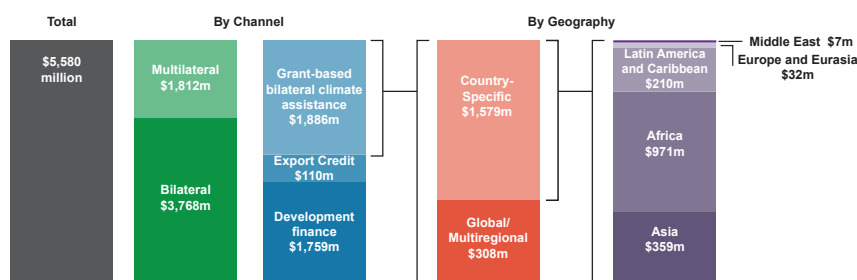 Total
By Channel
By Geography
$5,580
million
Multilateral
$1,812m
Bilateral
$3,768m
Grant-based
bilateral climate
assistance
$1,886m
Export Credit
$110m
Development
finance
$1,759m
Country-
Specific
$1,579m
Global/
Multiregional
$308m
Middle East $7m
Europe and Eurasia
$32m
Latin America
and Caribbean
$210m
Africa
$971m
Asia
$359m